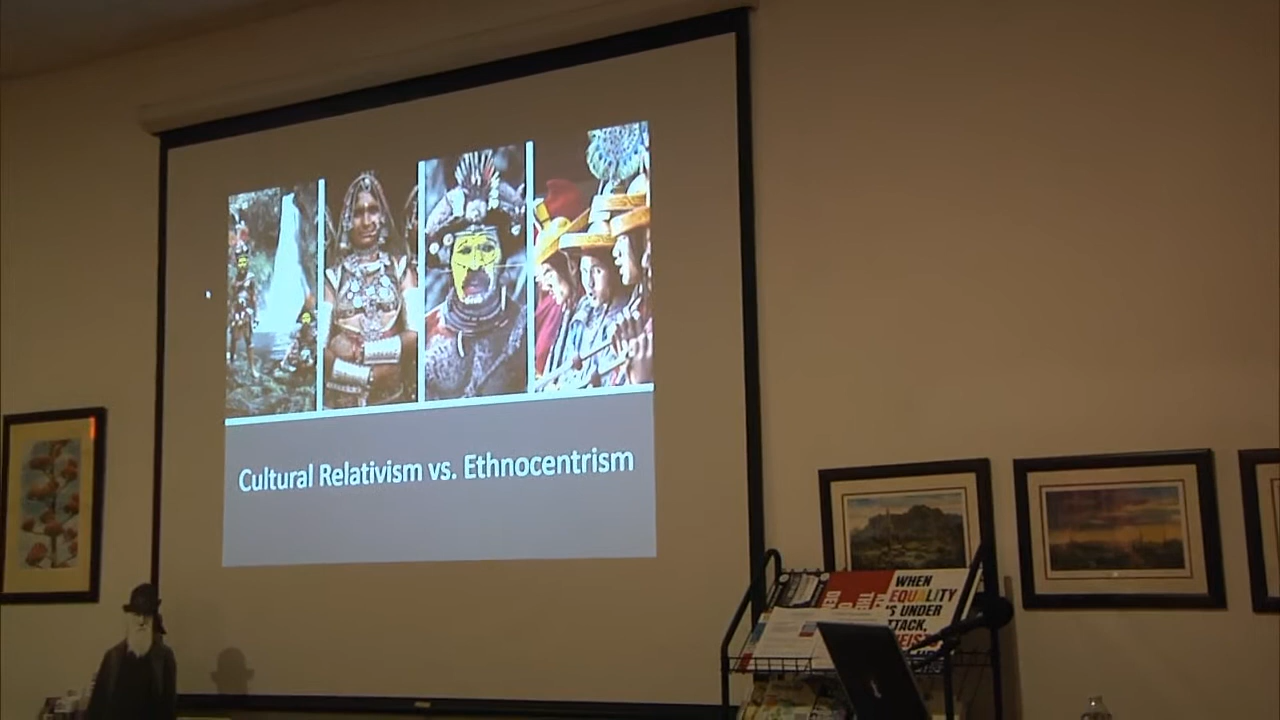 Cultural Relativism vs. Ethnocentrism
WHEN
EQUALITY
IS UNDER
ATTACK,